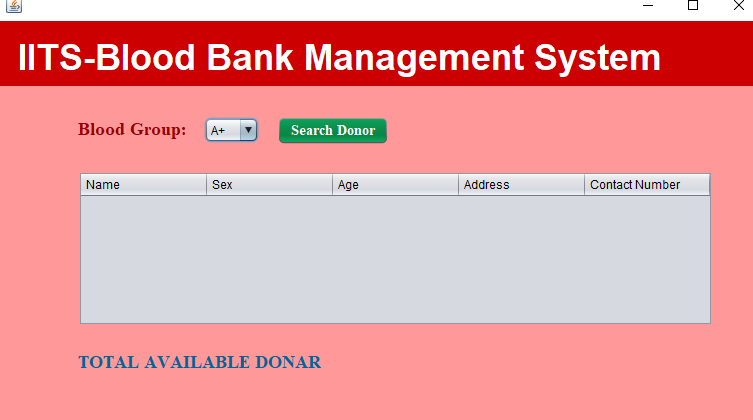 IITS-Blood Bank Management System
Blood Group: A+ Search Donor
Name Sex Age Address Contact Number
TOTAL AVAILABLE DONAR